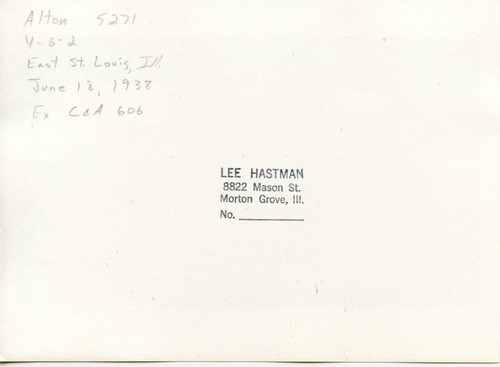 Alton 5271
4-6-2
East St. Louis, Ill.
June 18, 1938
Ex C&A 606
LEE HASTMAN
8822 Mason St.
Morton Grove, Ill.
No.